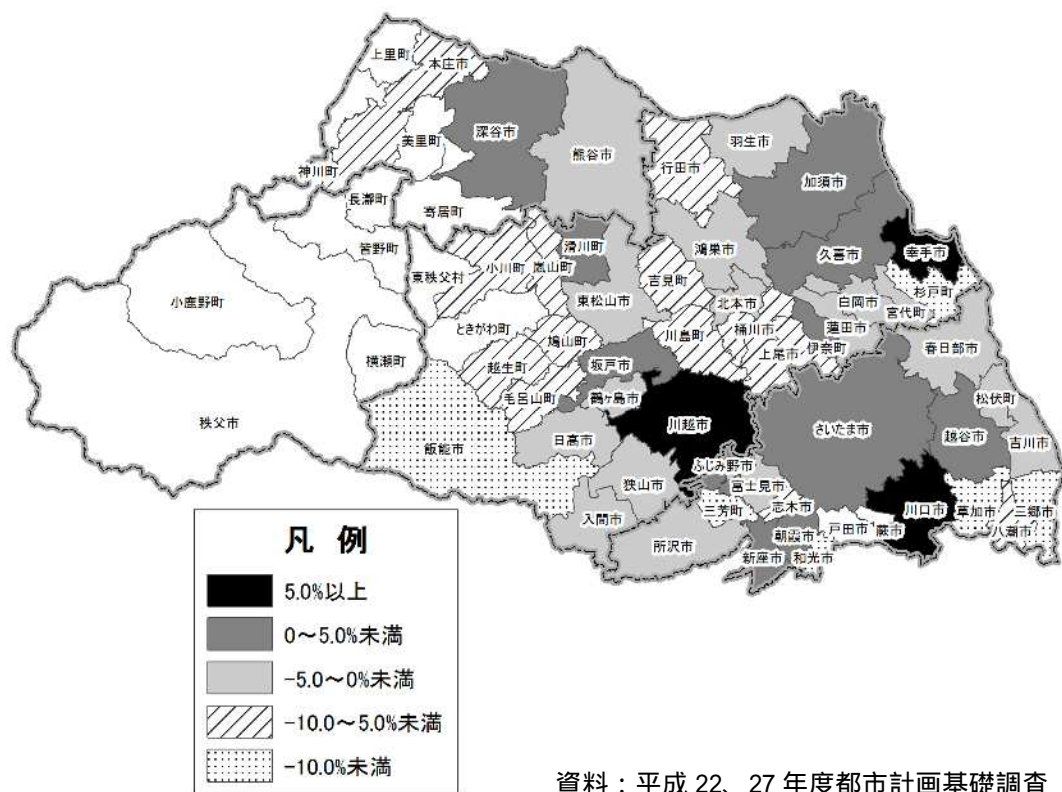 上里町
本庄市
深谷市
美里町
熊谷市
羽生市
行田市
神川町
加須市
長瀞町
寄居町
皆野町
鴻巣市
久喜市
幸手市
滑川町
東秩父村
小川町
嵐山町
吉見町
小鹿野町
東松山市
北本市
白岡市
杉戸町
宮代町
ときがわ町
桶川市
蓮田市
川島町
鳩山町
上尾市
伊奈町
春日部市
横瀬町
越生町
坂戸市
毛呂山町
鶴ヶ島市
松伏町
秩父市
川越市
さいたま市
越谷市
飯能市
日高市
吉川市
ふじみ野市
狭山市
富士見市
三芳町
志木市
川口市
草加市
三郷市
入間市
戸田市
蕨市
八潮市
所沢市
朝霞市
新座市
和光市
凡 例
5.0%以上
0~5.0%未満
-5.0~0%未満
-10.0~5.0%未満
-10.0%未満
資料：平成 22、27 年度都市計画基礎調査